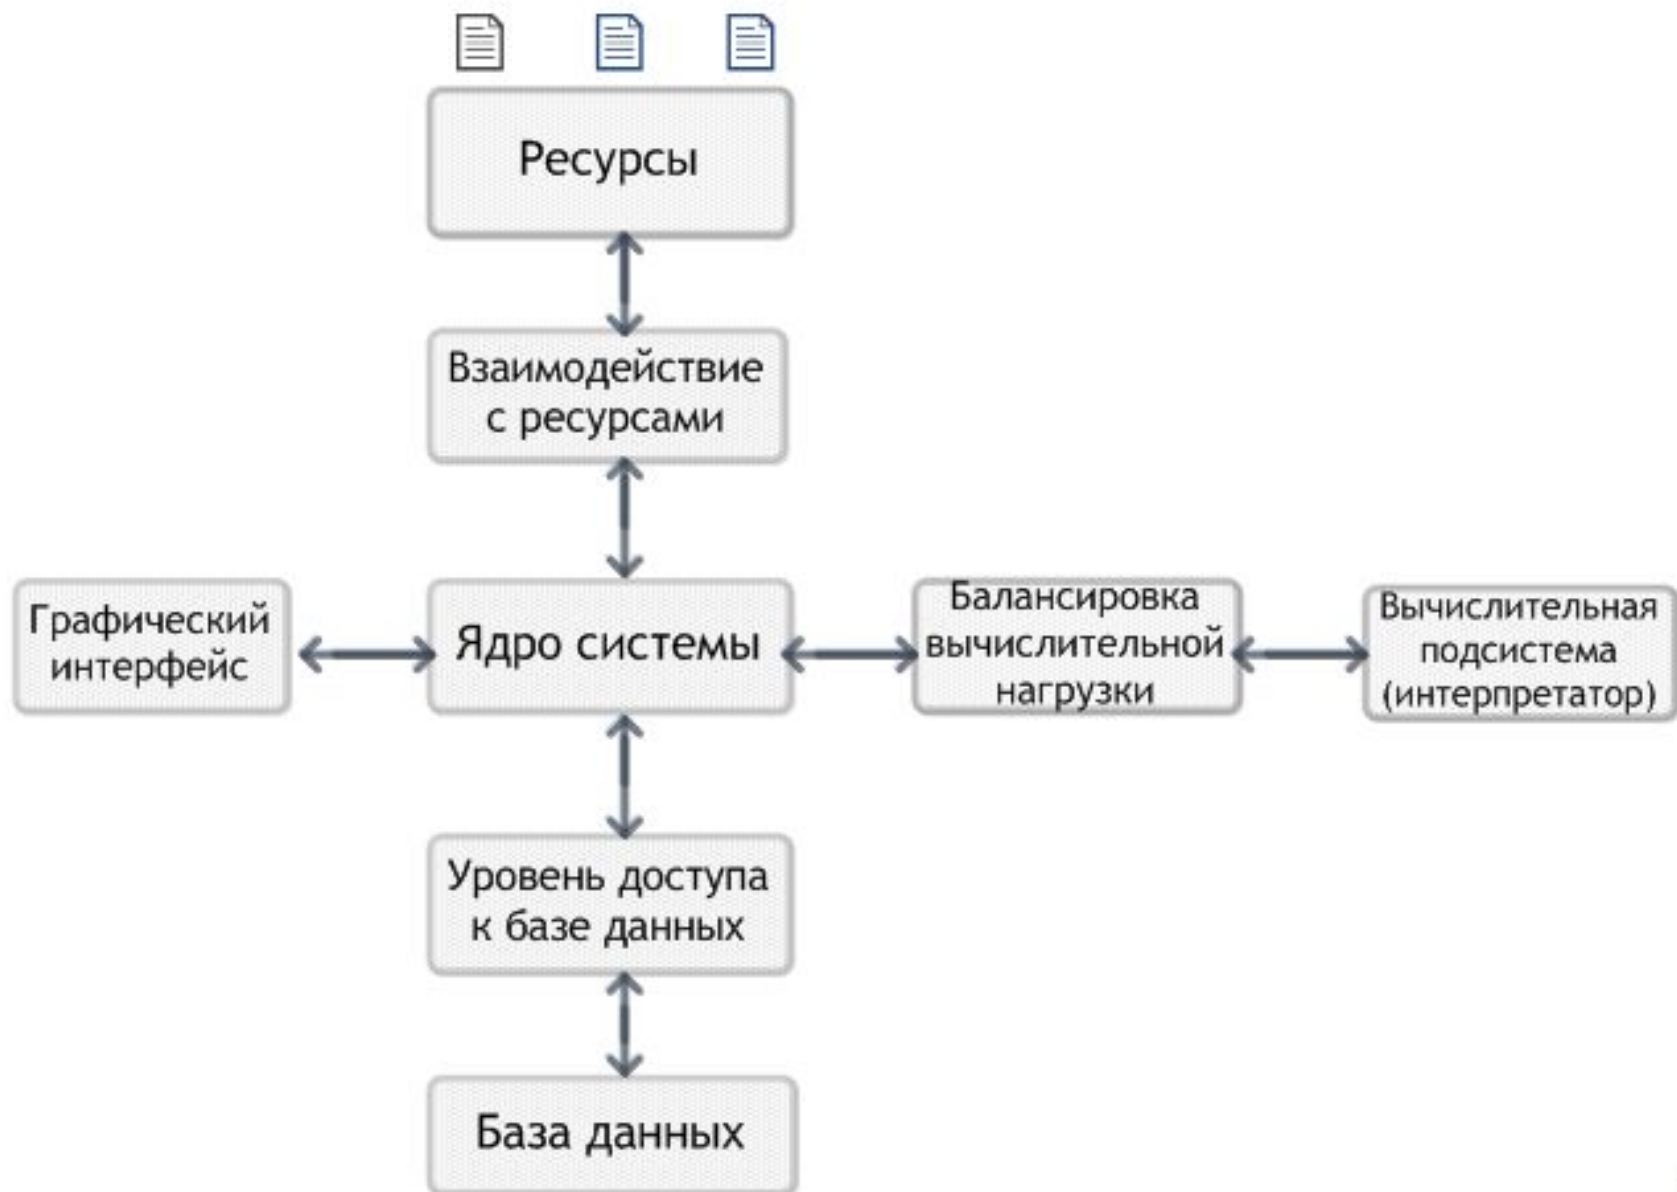 Ресурсы
Взаимодействие
с ресурсами
Графический
интерфейс
Ядро системы
Балансировка
вычислительной
нагрузки
Вычислительная
подсистема
(интерпретатор)
Уровень доступа
к базе данных
База данных